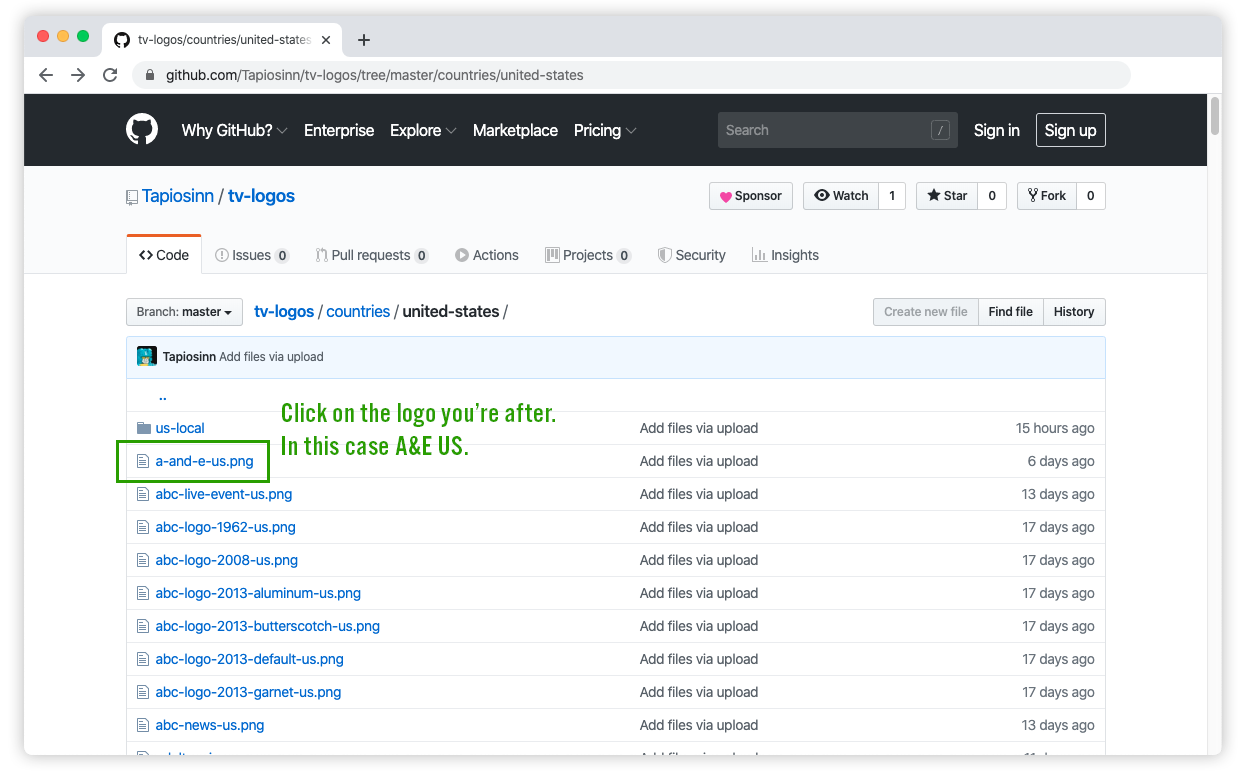 tv-logos/countries/united-states
github.com/Tapiosinn/tv-logos/tree/master/countries/united-states
Why GitHub? Enterprise Explore Marketplace Pricing Search / Sign in Sign up
Tapiosinn / tv-logos Sponsor Watch 1 Star 0 Fork 0
Code Issues 0 Pull requests 0 Actions Projects 0 Security Insights
Branch: master tv-logos / countries / united-states / Create new file Find file History
Tapiosinn Add files via upload
..
Click on the logo you're after.
us-local Add files via upload 15 hours ago
In this case A&E US.
a-and-e-us.png Add files via upload 6 days ago
abc-live-event-us.png Add files via upload 13 days ago
abc-logo-1962-us.png Add files via upload 17 days ago
abc-logo-2008-us.png Add files via upload 17 days ago
abc-logo-2013-aluminum-us.png Add files via upload 17 days ago
abc-logo-2013-butterscotch-us.png Add files via upload 17 days ago
abc-logo-2013-default-us.png Add files via upload 17 days ago
abc-logo-2013-garnet-us.png Add files via upload 17 days ago
abc-news-us.png Add files via upload 13 days ago